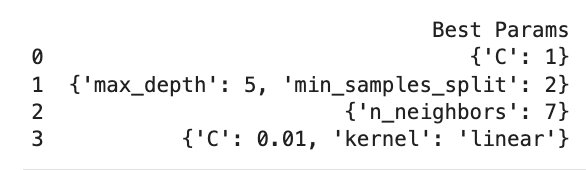 Best Params
0 {'C': 1}
1 {'max_depth': 5, 'min_samples_split': 2}
2 {'n_neighbors': 7}
3 {'C': 0.01, 'kernel': 'linear'}